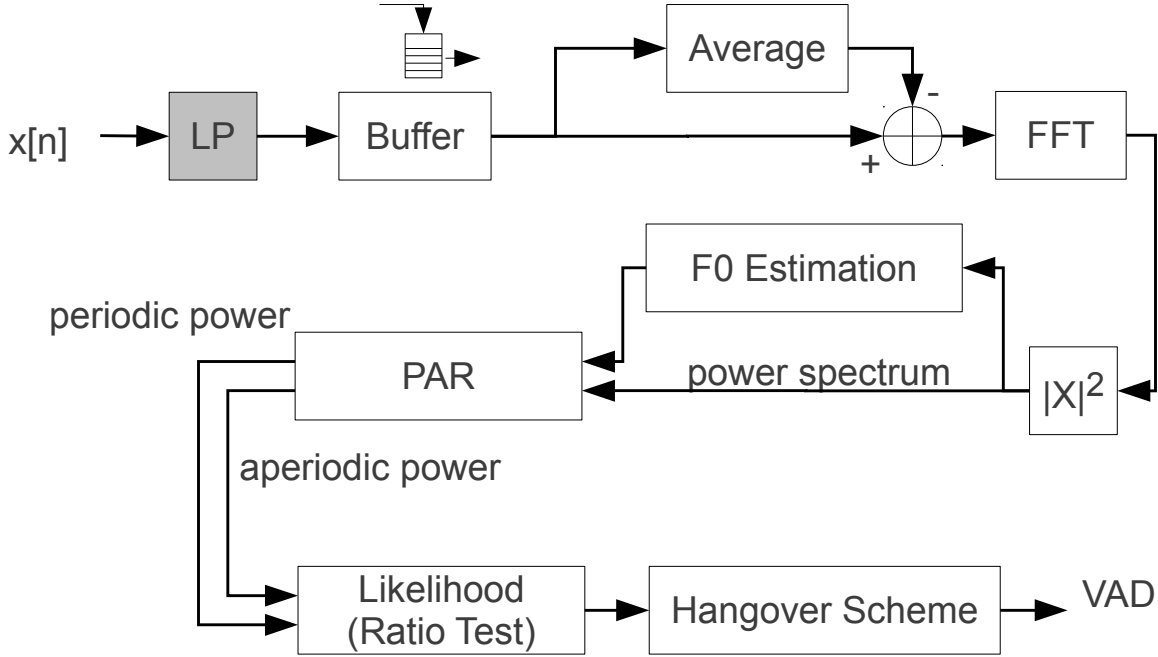 Average
-
x[n]
LP
Buffer
+
FFT
F0 Estimation
periodic power
PAR
power spectrum
|X|²
aperiodic power
Likelihood
(Ratio Test)
Hangover Scheme
VAD